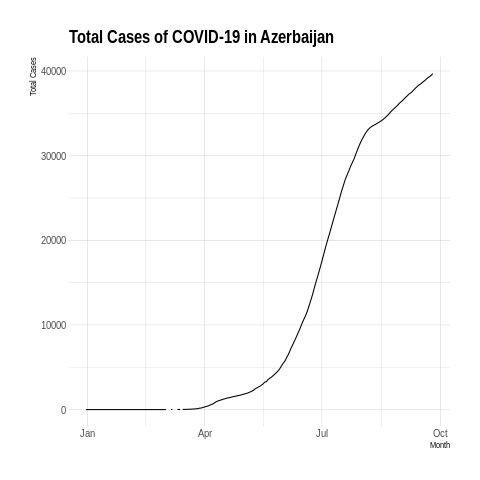 Total Cases of COVID-19 in Azerbaijan
Total Cases
40000
30000
20000
10000
0
Jan Apr Jul Oct
Month